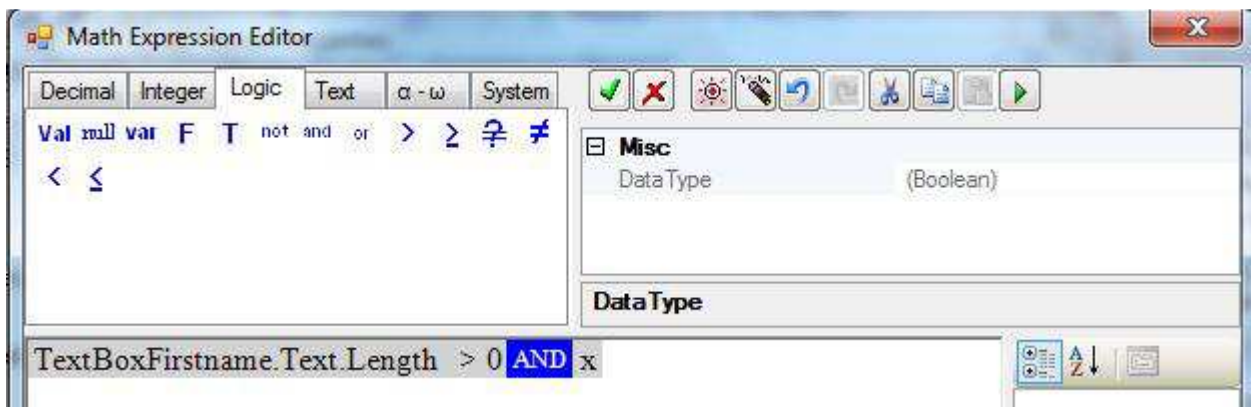 Math Expression Editor
Decimal Integer Logic Text α - ω System
Val null var F T not and or > ≥ = ≠
< ≤
Misc
DataType (Boolean)
DataType
TextBoxFirstname.Text.Length > 0 AND x